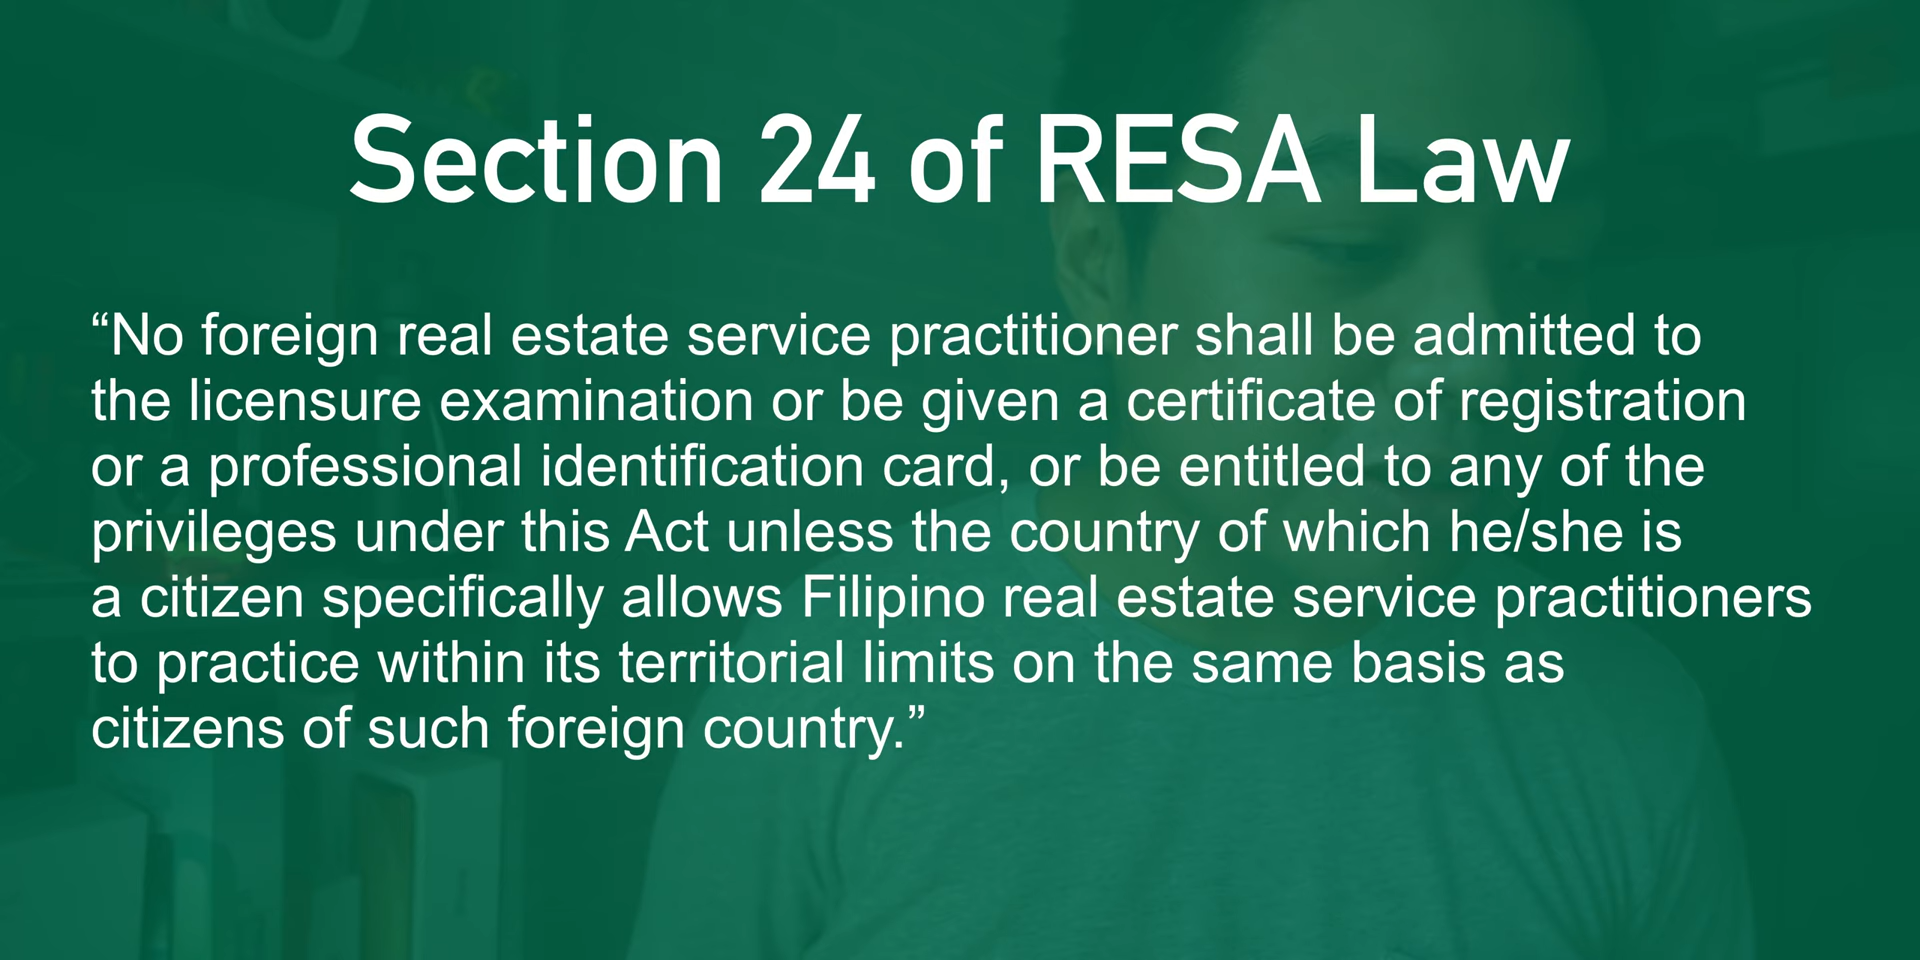 Section 24 of RESA Law
“No foreign real estate service practitioner shall be admitted to
the licensure examination or be given a certificate of registration
or a professional identification card, or be entitled to any of the
privileges under this Act unless the country of which he/she is
a citizen specifically allows Filipino real estate service practitioners
to practice within its territorial limits on the same basis as
citizens of such foreign country.”